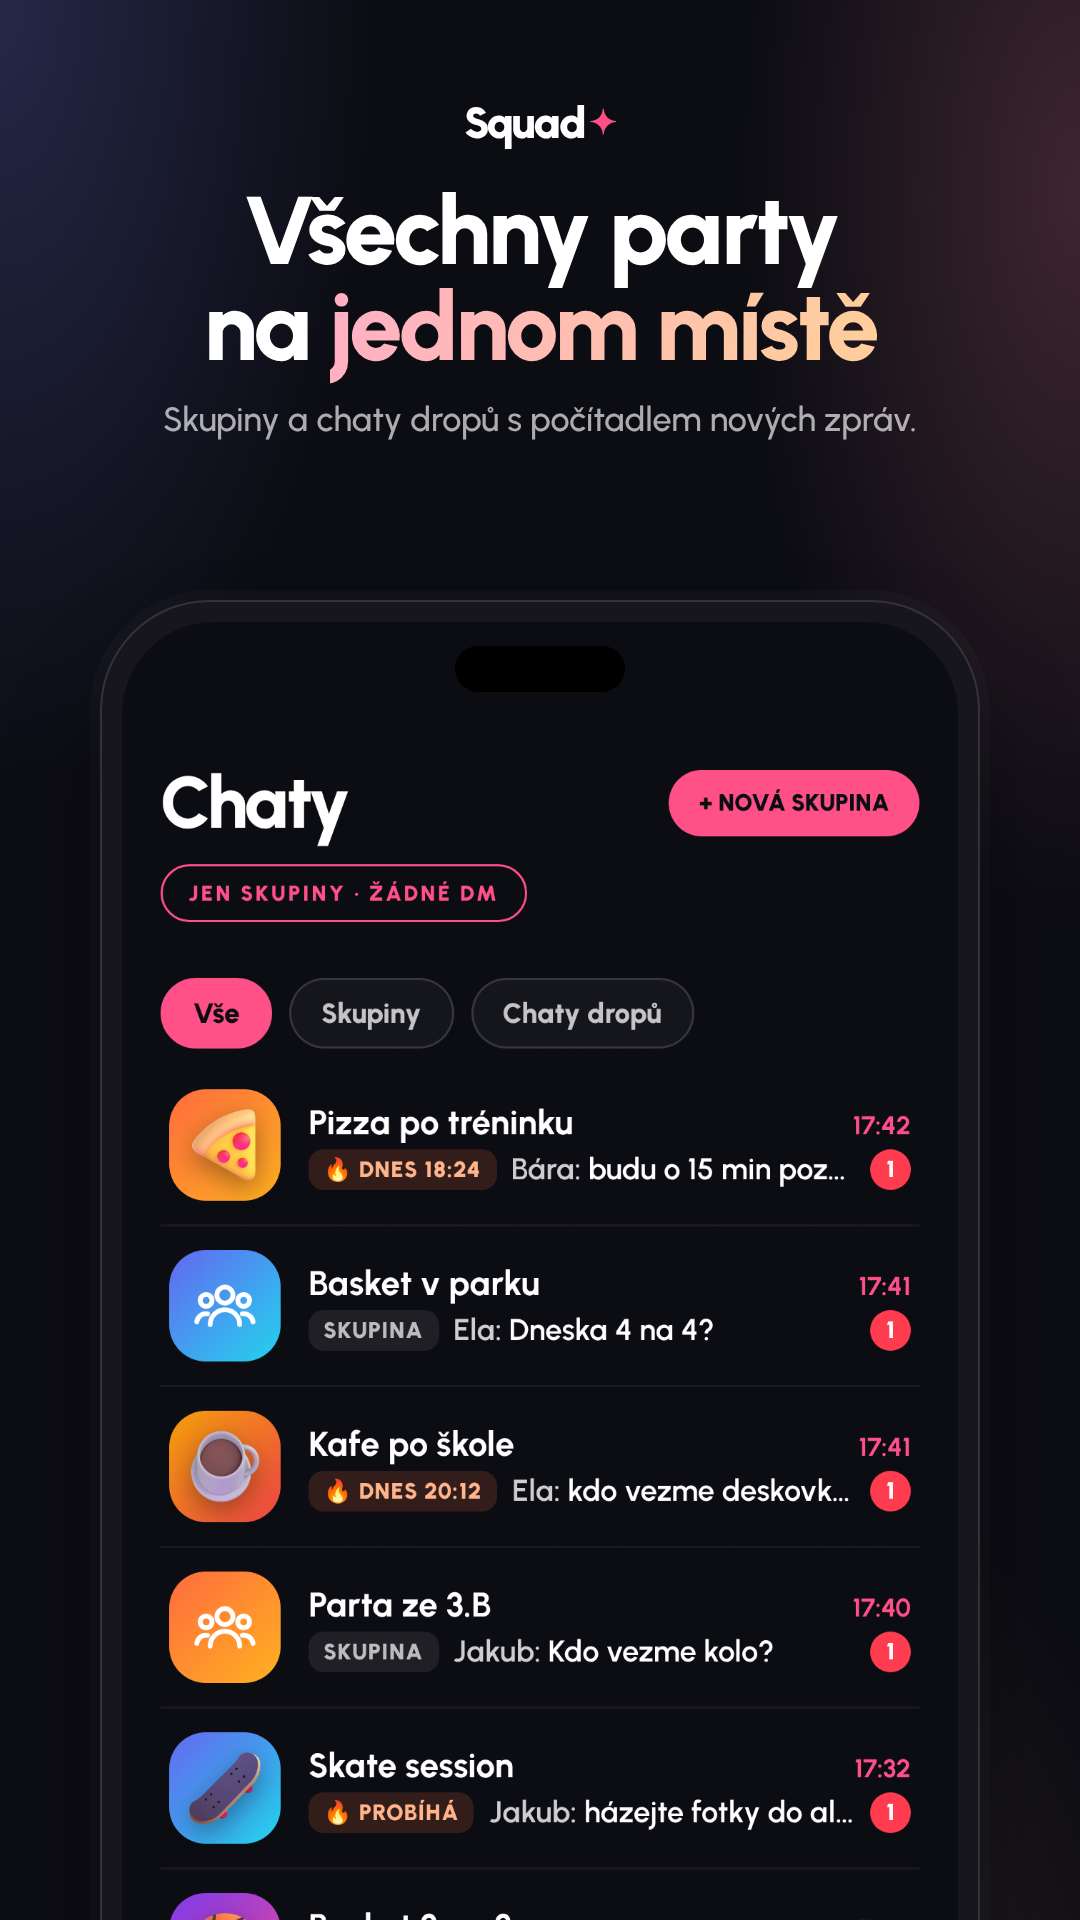 Squad
Všechny party
na jednom místě
Skupiny a chaty dropů s počítadlem nových zpráv.
Chaty
+ NOVÁ SKUPINA
JEN SKUPINY · ŽÁDNÉ DM
Vše
Skupiny
Chaty dropů
Pizza po tréninku
17:42
🔥 DNES 18:24 Bára: budu o 15 min poz...
1
Basket v parku
17:41
SKUPINA Ela: Dneska 4 na 4?
1
Kafe po škole
17:41
🔥 DNES 20:12 Ela: kdo vezme deskovk...
1
Parta ze 3.B
17:40
SKUPINA Jakub: Kdo vezme kolo?
1
Skate session
17:32
🔥 PROBÍHÁ Jakub: házejte fotky do al...
1